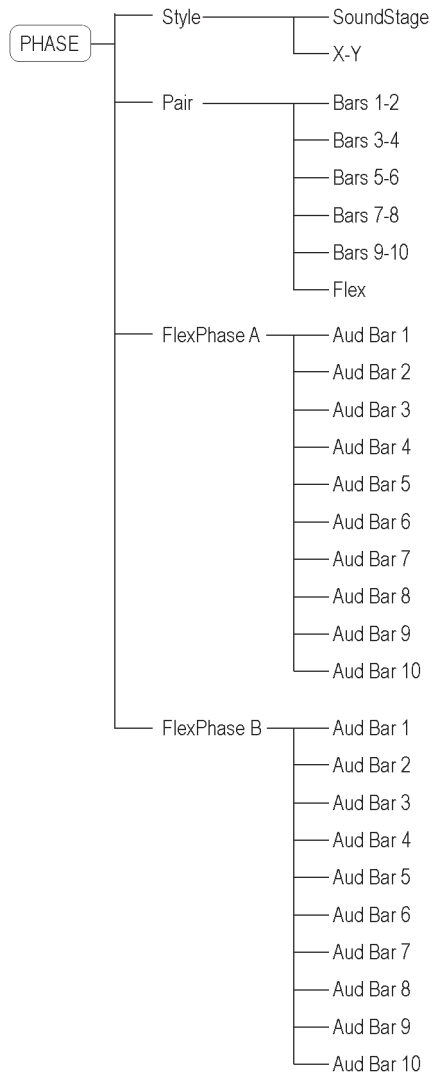 PHASE
Style
SoundStage
X-Y
Pair
Bars 1-2
Bars 3-4
Bars 5-6
Bars 7-8
Bars 9-10
Flex
FlexPhase A
Aud Bar 1
Aud Bar 2
Aud Bar 3
Aud Bar 4
Aud Bar 5
Aud Bar 6
Aud Bar 7
Aud Bar 8
Aud Bar 9
Aud Bar 10
FlexPhase B
Aud Bar 1
Aud Bar 2
Aud Bar 3
Aud Bar 4
Aud Bar 5
Aud Bar 6
Aud Bar 7
Aud Bar 8
Aud Bar 9
Aud Bar 10